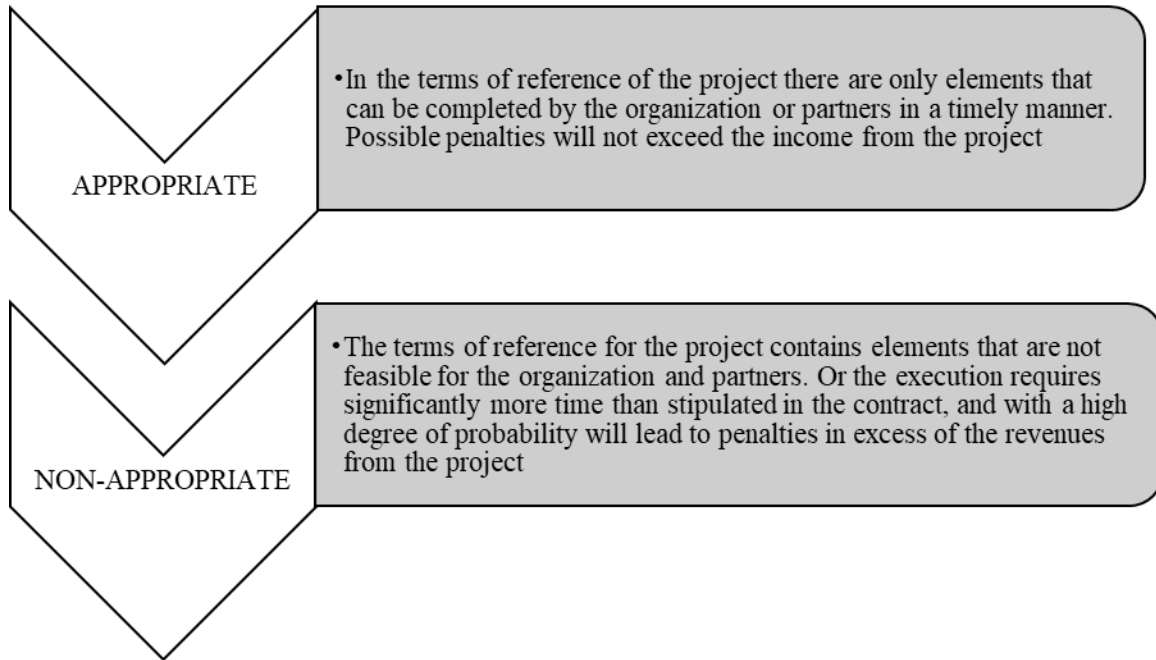 APPROPRIATE
•In the terms of reference of the project there are only elements that
can be completed by the organization or partners in a timely manner.
Possible penalties will not exceed the income from the project
NON-APPROPRIATE
•The terms of reference for the project contains elements that are not
feasible for the organization and partners. Or the execution requires
significantly more time than stipulated in the contract, and with a high
degree of probability will lead to penalties in excess of the revenues
from the project